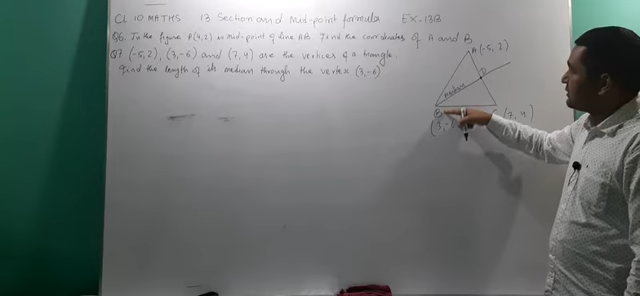 Cl 10 MATHS 13 Section and Mid-point formula Ex. 13B
Q6. In the figure P(4,2) is mid-point of line AB. Find the coordinates of A and B
Q7 (-5, 2), (3,-6) and (7, 4) are the vertices of a triangle.
Find the length of its median through the vertex (3,-6)
A(-5, 2)
D
median
B
(3,
(7, 4)